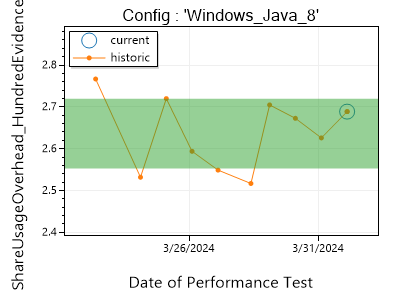 Config : 'Windows_Java_8'
current
historic
2.8
2.7
2.6
2.5
2.4
3/26/2024
3/31/2024
Date of Performance Test
ShareUsageOverhead_HundredEvidence